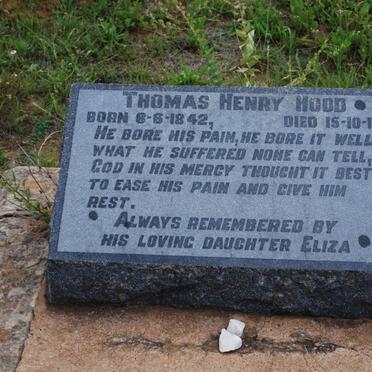 THOMAS HENRY HOOD
BORN 6-6-1842, DIED 15-10-1
HE BORE HIS PAIN, HE BORE IT WELL
WHAT HE SUFFERED NONE CAN TELL,
GOD IN HIS MERCY THOUGHT IT BEST
TO EASE HIS PAIN AND GIVE HIM
REST.
ALWAYS REMEMBERED BY
HIS LOVING DAUGHTER ELIZA